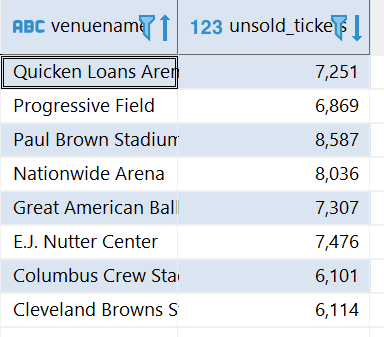 ABC venuename 123 unsold_tickets
Quicken Loans Aren 7,251
Progressive Field 6,869
Paul Brown Stadium 8,587
Nationwide Arena 8,036
Great American Ball 7,307
E.J. Nutter Center 7,476
Columbus Crew Sta 6,101
Cleveland Browns S 6,114